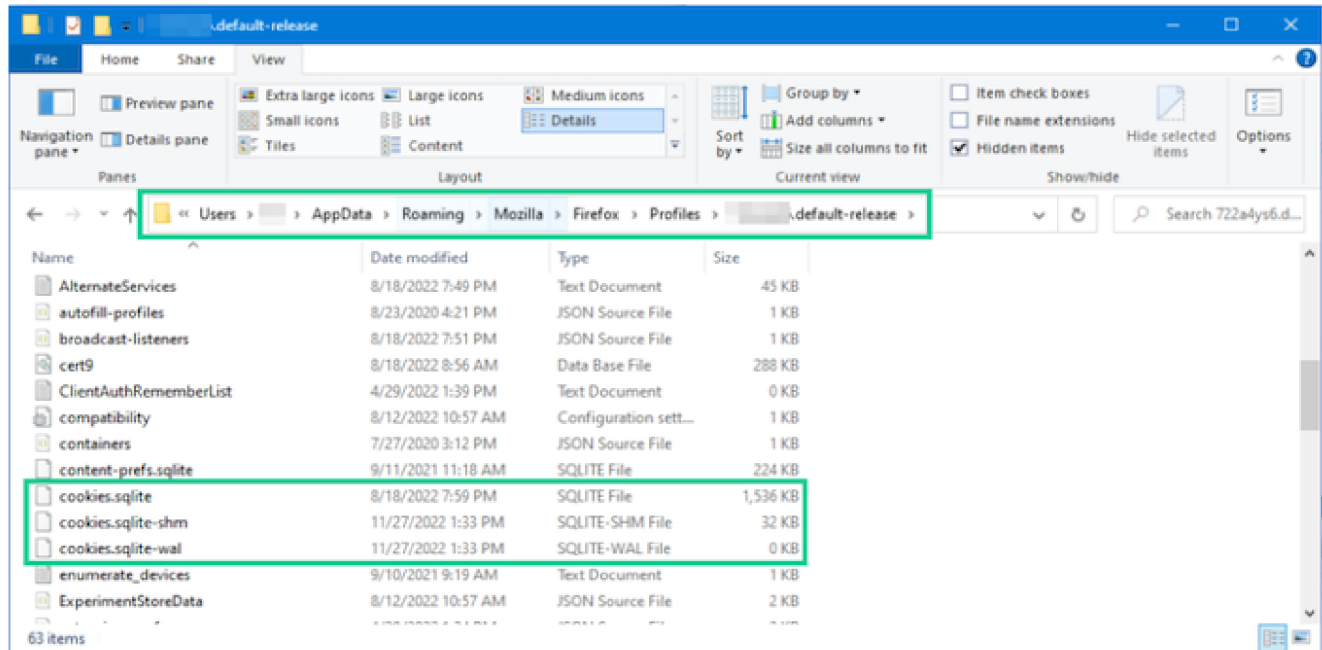 .default-release
File Home Share View
Navigation pane
Preview pane
Details pane
Panes
Extra large icons Large icons Medium icons
Small icons List Details
Tiles Content
Layout
Sort by
Group by
Add columns
Size all columns to fit
Current view
Item check boxes
File name extensions
Hidden items
Hide selected items
Show/hide
Options
« Users › › AppData › Roaming › Mozilla › Firefox › Profiles › .default-release ›
Search 722a4ys6.d...
Name Date modified Type Size
AlternateServices 8/18/2022 7:49 PM Text Document 45 KB
autofill-profiles 8/23/2020 4:21 PM JSON Source File 1 KB
broadcast-listeners 8/18/2022 7:51 PM JSON Source File 1 KB
cert9 8/18/2022 8:56 AM Data Base File 288 KB
ClientAuthRememberList 4/29/2022 1:39 PM Text Document 0 KB
compatibility 8/12/2022 10:57 AM Configuration sett... 1 KB
containers 7/27/2020 3:12 PM JSON Source File 1 KB
content-prefs.sqlite 9/11/2021 11:18 AM SQLITE File 224 KB
cookies.sqlite 8/18/2022 7:59 PM SQLITE File 1,536 KB
cookies.sqlite-shm 11/27/2022 1:33 PM SQLITE-SHM File 32 KB
cookies.sqlite-wal 11/27/2022 1:33 PM SQLITE-WAL File 0 KB
enumerate_devices 9/10/2021 9:19 AM Text Document 1 KB
ExperimentStoreData 8/12/2022 10:57 AM JSON Source File 2 KB
63 items